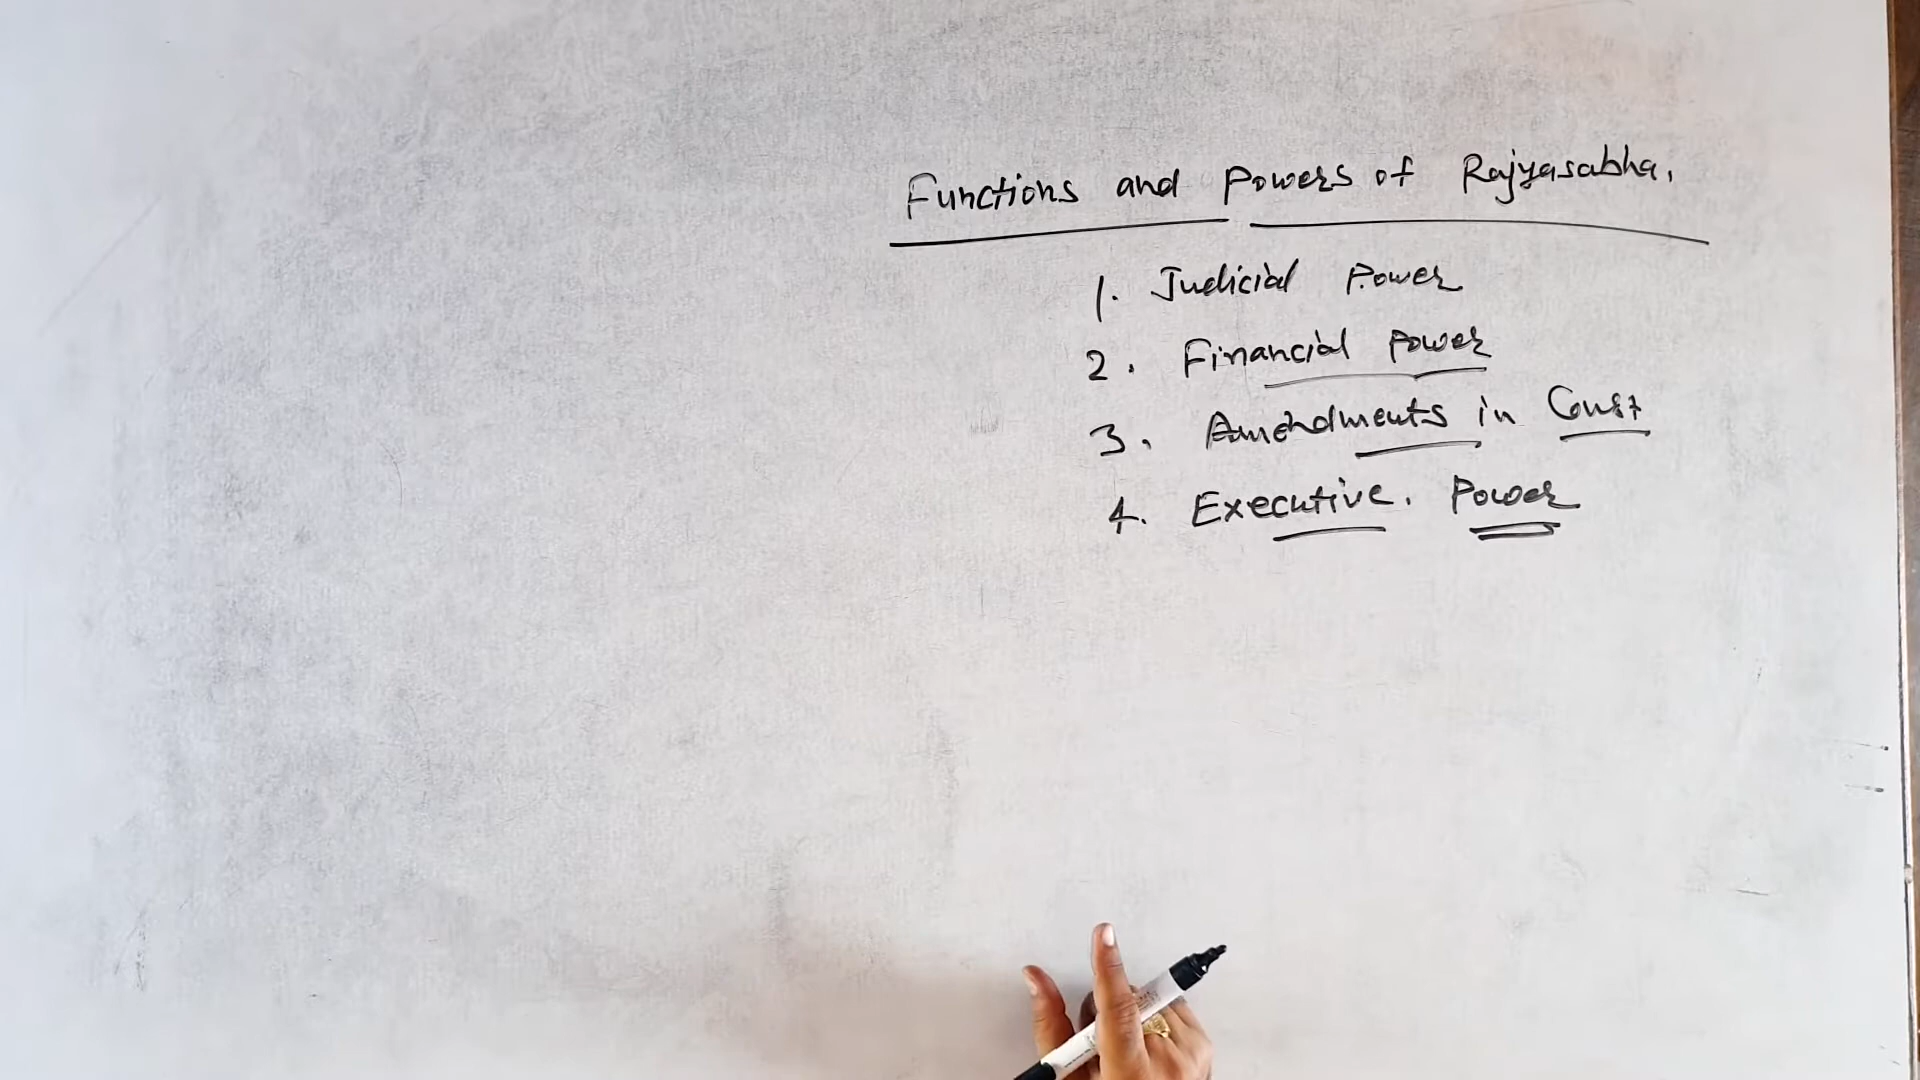 Functions and Powers of Rajyasabha.
1. Judicial Power
2. Financial Power
3. Amendments in Const
4. Executive. Power